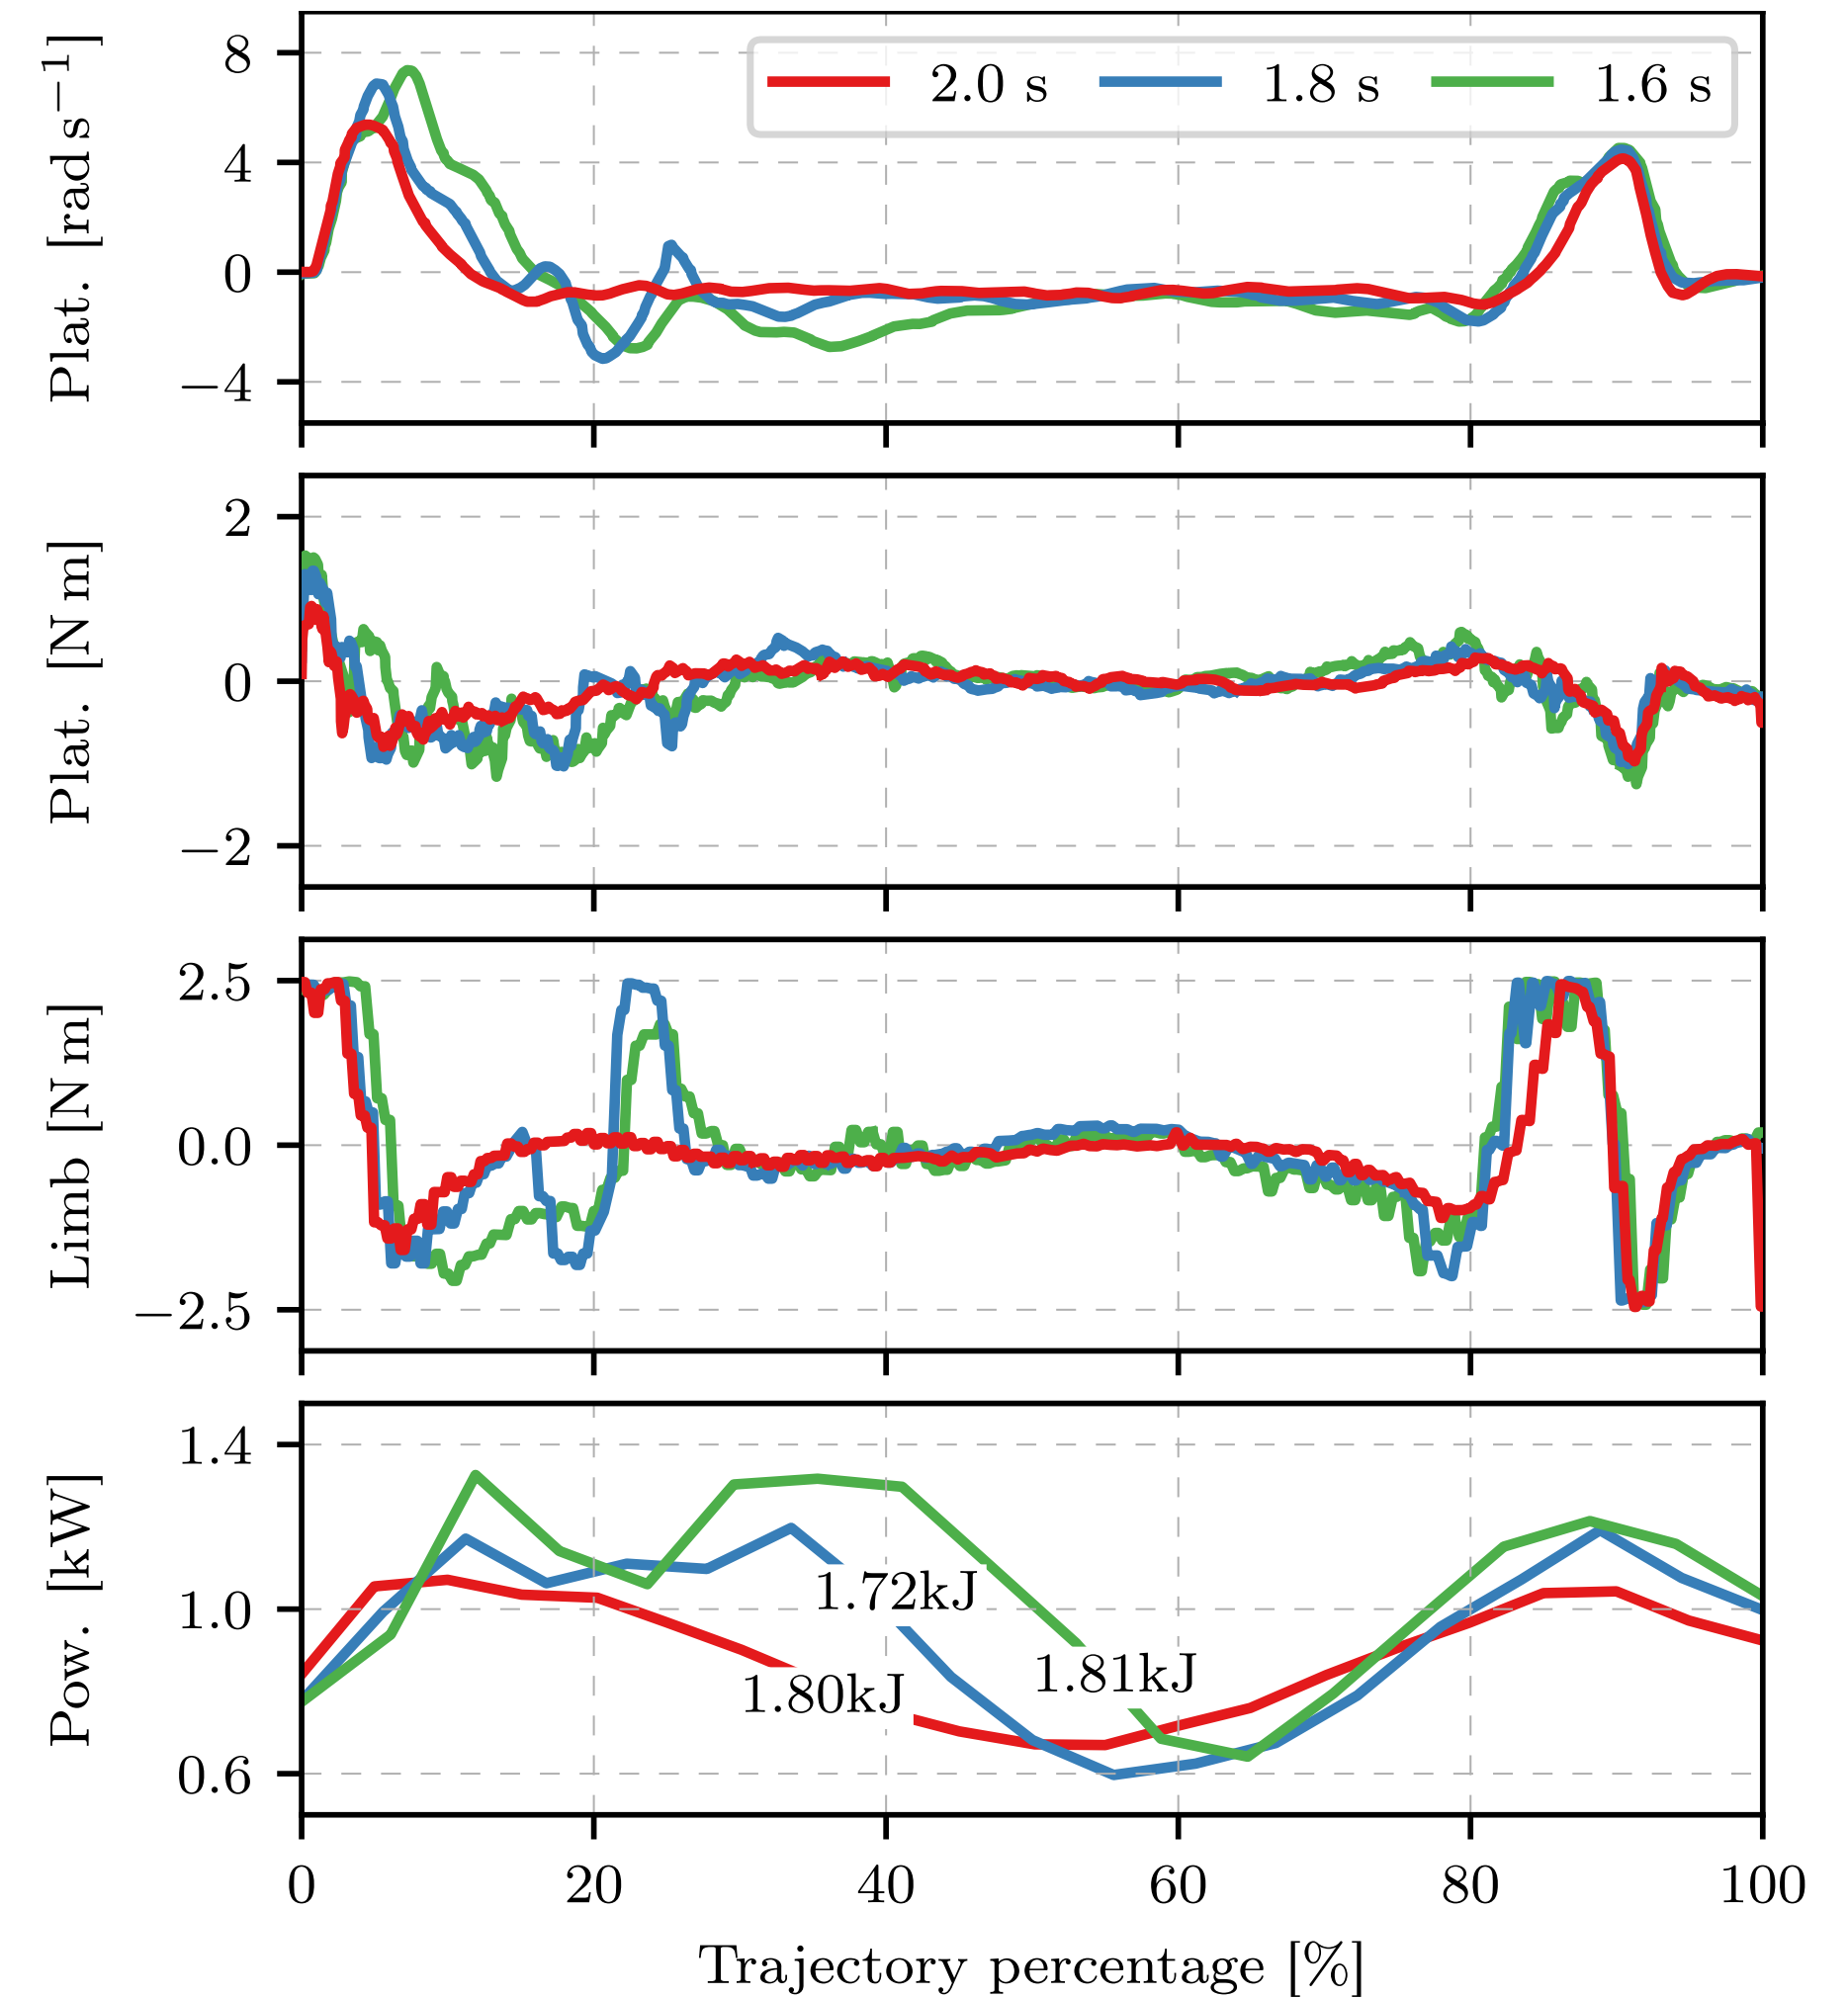 Plat. [rad s⁻¹]
8
4
0
−4
2.0 s
1.8 s
1.6 s
Plat. [N m]
2
0
−2
Limb [N m]
2.5
0.0
−2.5
Pow. [kW]
1.4
1.0
0.6
1.72kJ
1.81kJ
1.80kJ
0 20 40 60 80 100
Trajectory percentage [%]